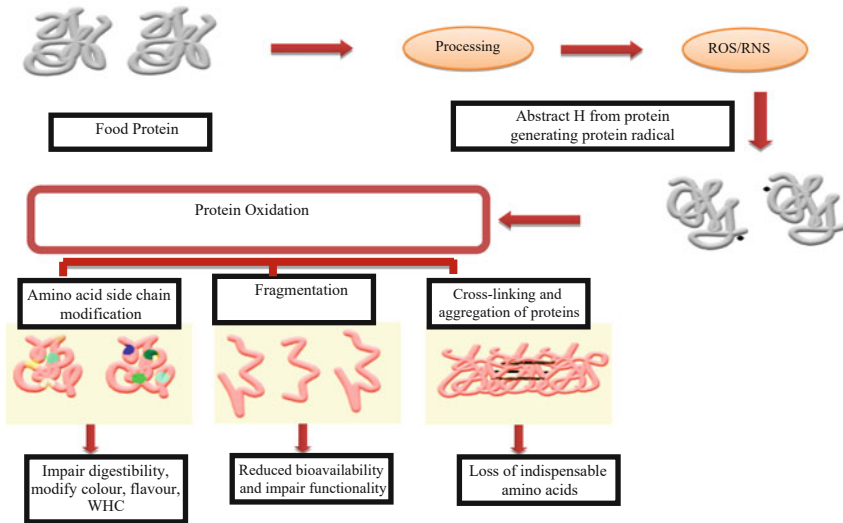 Processing
ROS/RNS
Food Protein
Abstract H from protein
generating protein radical
Protein Oxidation
Amino acid side chain
modification
Fragmentation
Cross-linking and
aggregation of proteins
Impair digestibility,
modify colour, flavour,
WHC
Reduced bioavailability
and impair functionality
Loss of indispensable
amino acids